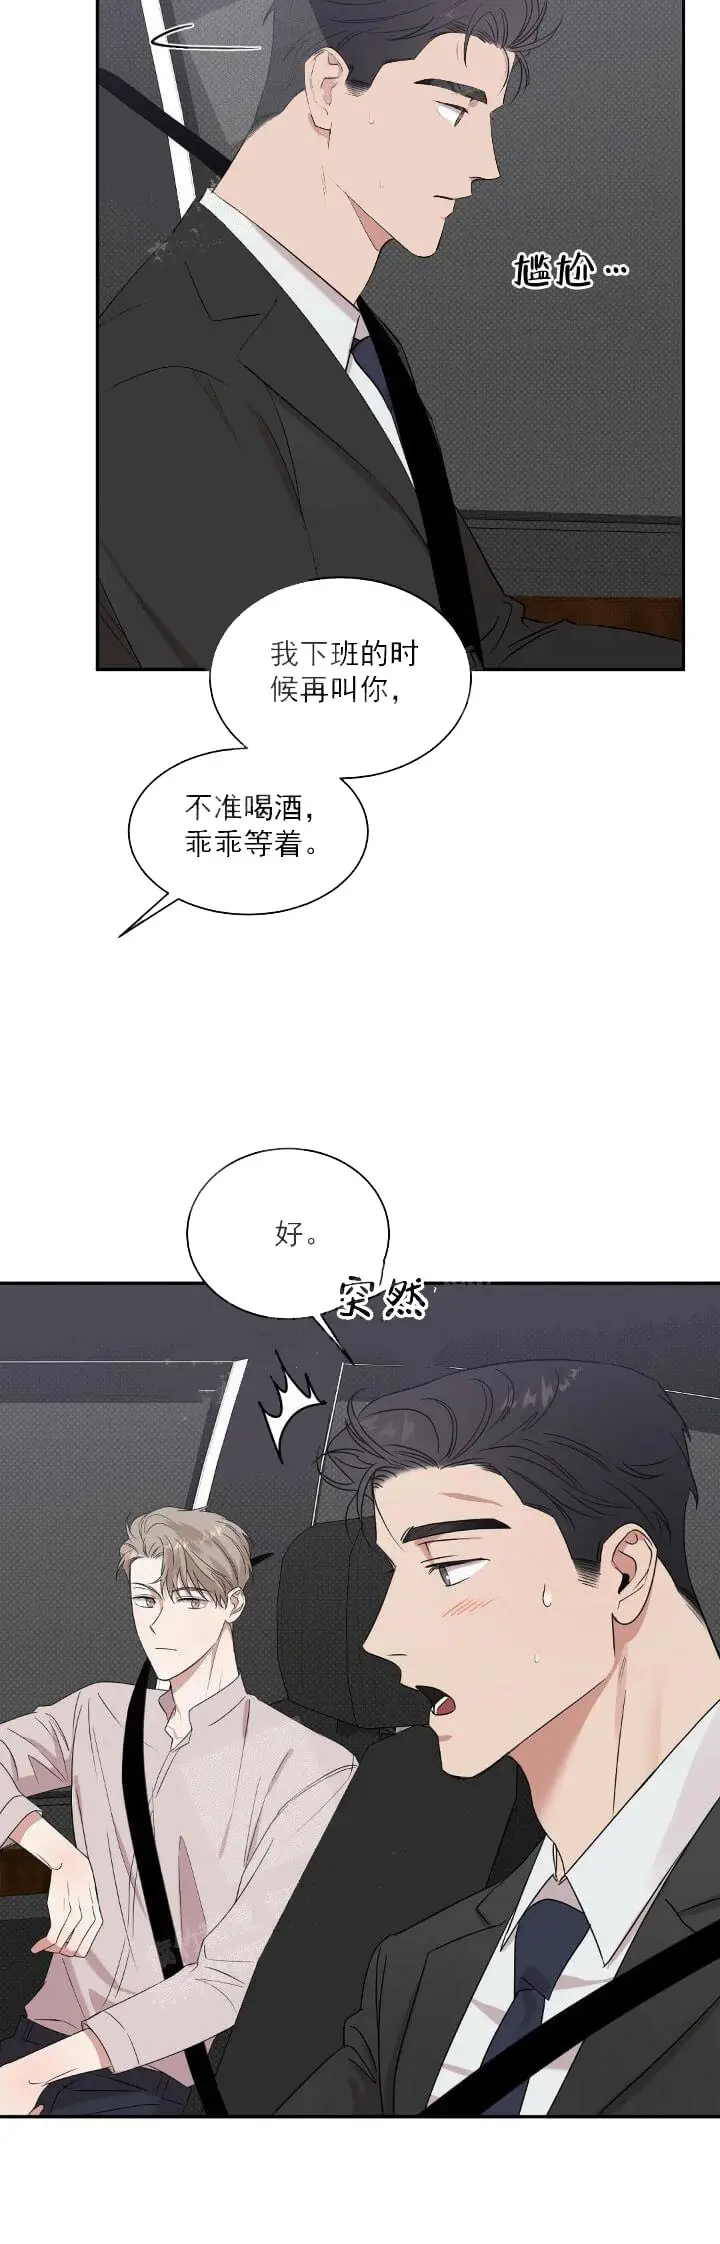 尴尬…
我下班的时
候再叫你，
不准喝酒，
乖乖等着。
好。
突然